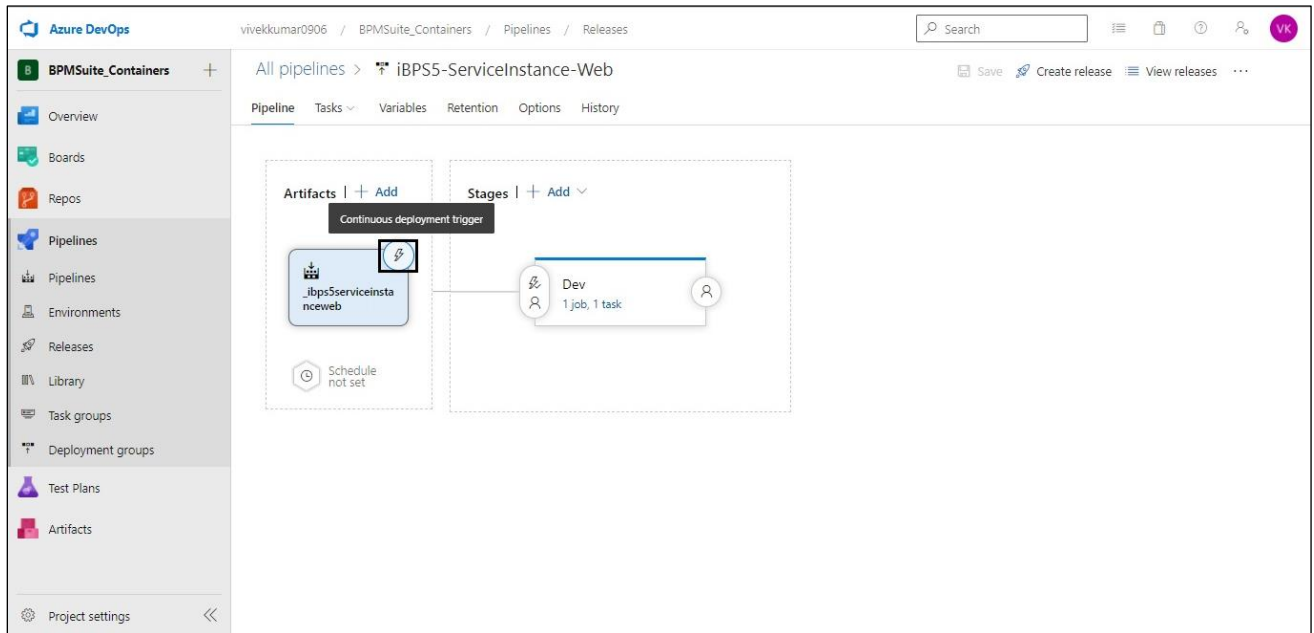 Azure DevOps
vivekkumar0906 / BPMSuite_Containers / Pipelines / Releases
Search
VK
B BPMSuite_Containers
All pipelines > iBPS5-ServiceInstance-Web
Save Create release View releases ...
Pipeline Tasks Variables Retention Options History
Overview
Boards
Repos
Pipelines
Pipelines
Environments
Releases
Library
Task groups
Deployment groups
Test Plans
Artifacts
Project settings
Artifacts | + Add
Stages | + Add
Continuous deployment trigger
_ibps5serviceinsta
nceweb
Schedule
not set
Dev
1 job, 1 task